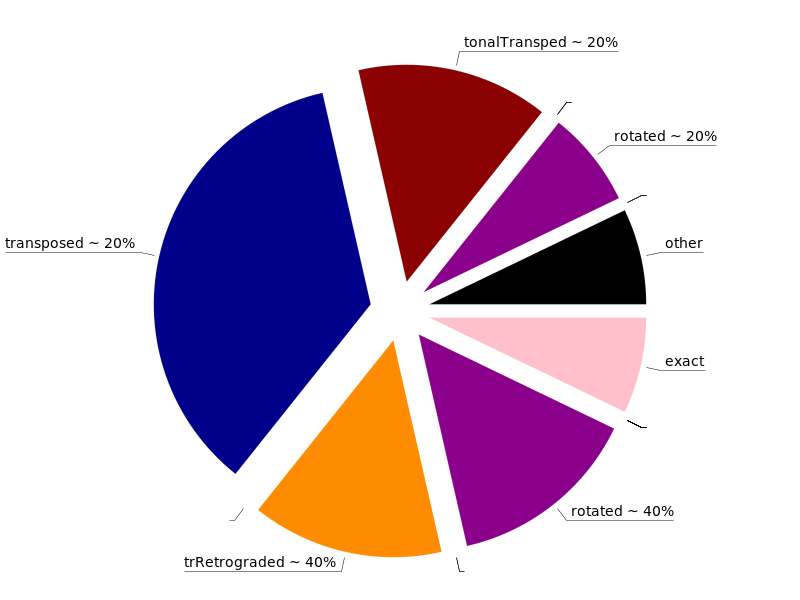 tonalTransped ~ 20%
rotated ~ 20%
transposed ~ 20%
other
exact
rotated ~ 40%
trRetrograded ~ 40%